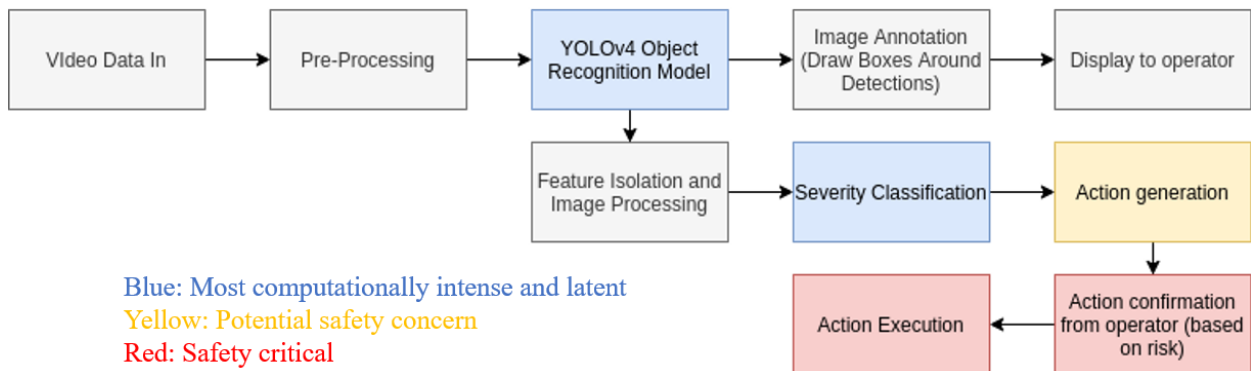 VIdeo Data In
Pre-Processing
YOLOv4 Object
Recognition Model
Image Annotation
(Draw Boxes Around
Detections)
Display to operator
Feature Isolation and
Image Processing
Severity Classification
Action generation
Blue: Most computationally intense and latent
Yellow: Potential safety concern
Red: Safety critical
Action Execution
Action confirmation
from operator (based
on risk)